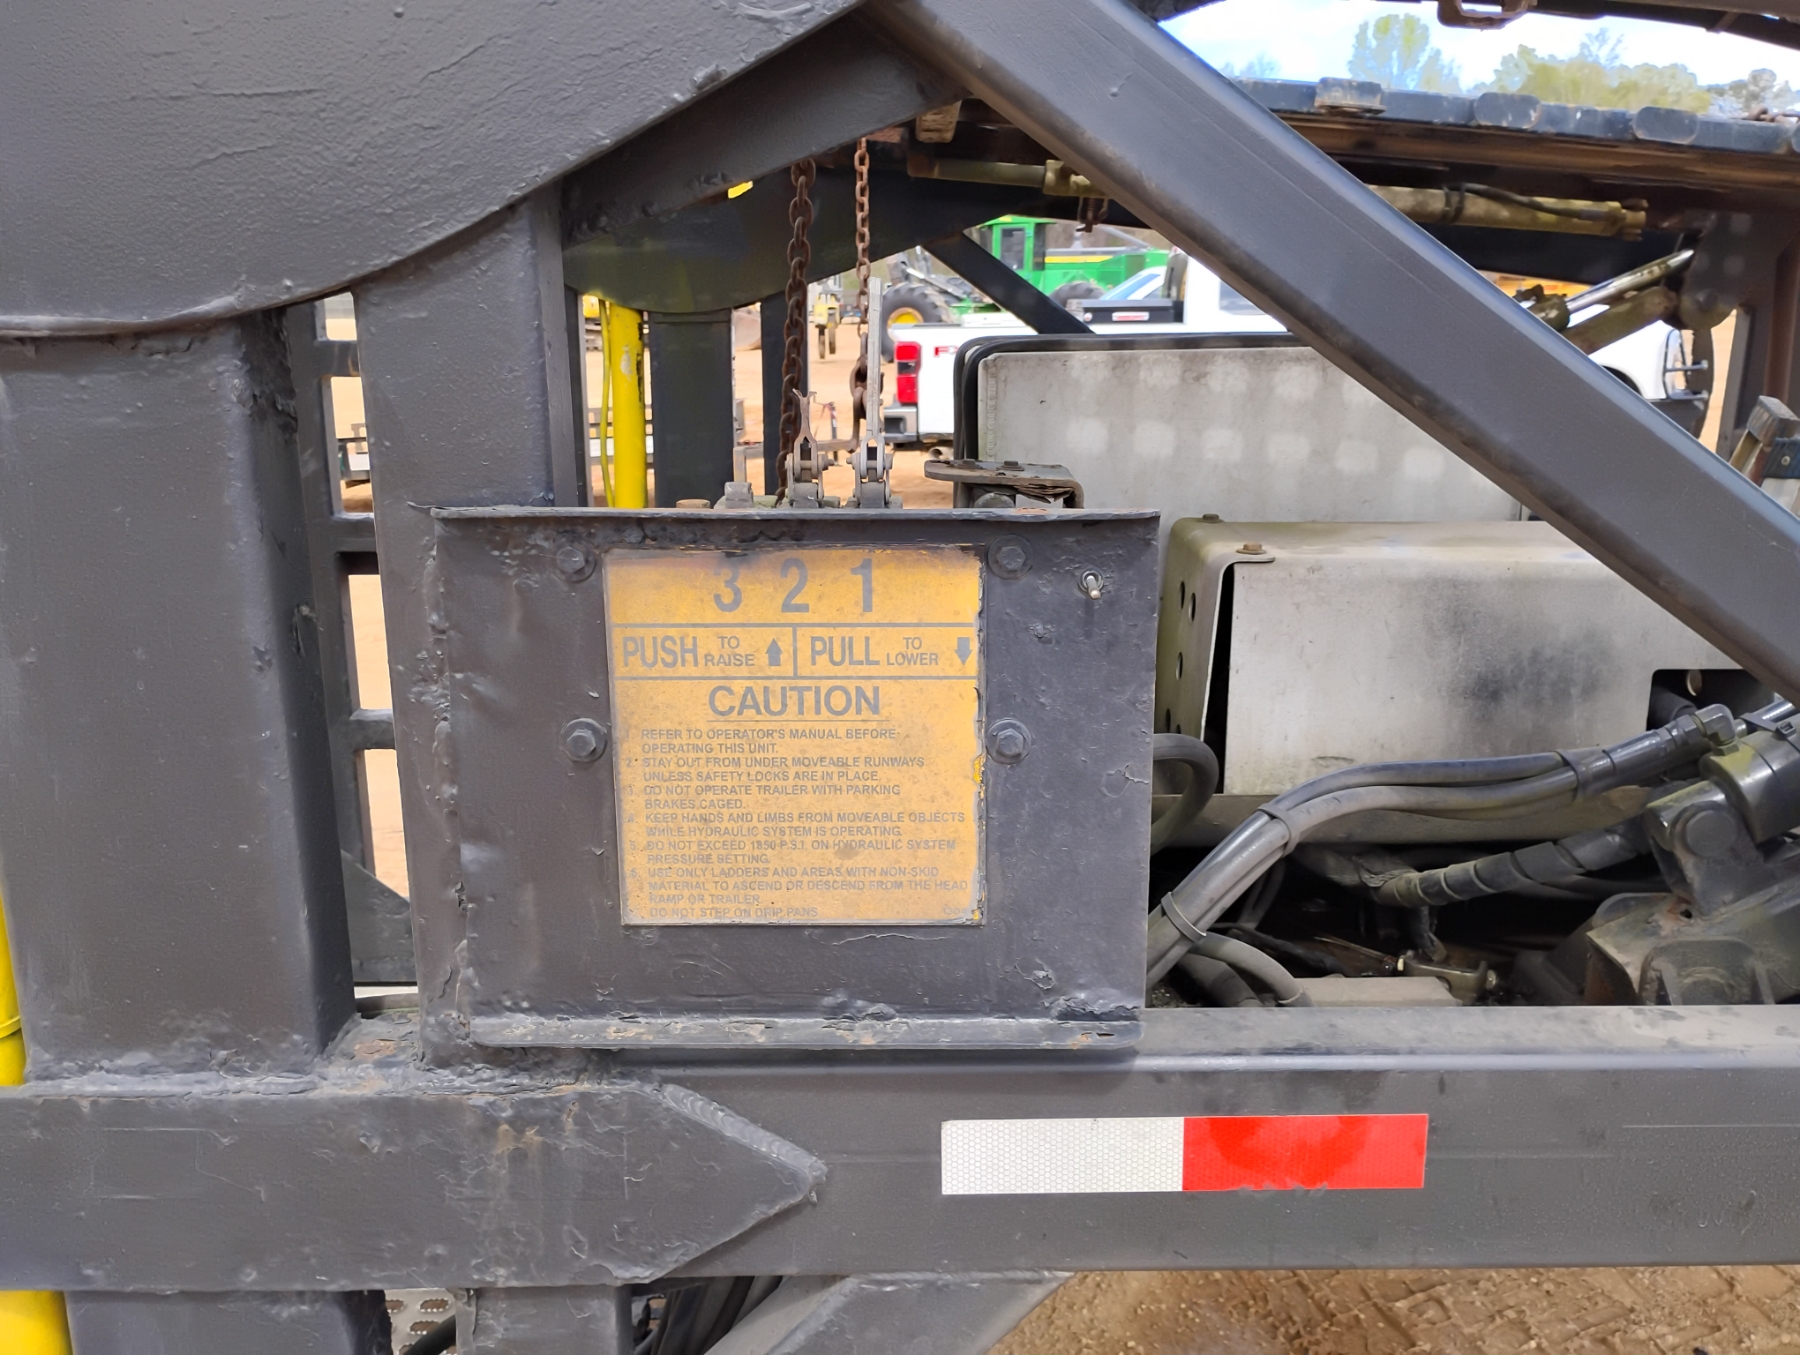 3 2 1
PUSH TO RAISE PULL TO LOWER
CAUTION
REFER TO OPERATOR'S MANUAL BEFORE
OPERATING THIS UNIT.
2. STAY OUT FROM UNDER MOVEABLE RUNWAYS
UNLESS SAFETY LOCKS ARE IN PLACE.
3. DO NOT OPERATE TRAILER WITH PARKING
BRAKES CAGED.
4. KEEP HANDS AND LIMBS FROM MOVEABLE OBJECTS
WHILE HYDRAULIC SYSTEM IS OPERATING.
5. DO NOT EXCEED 1850 P.S.I. ON HYDRAULIC SYSTEM
PRESSURE SETTING.
6. USE ONLY LADDERS AND AREAS WITH NON-SKID
MATERIAL TO ASCEND OR DESCEND FROM THE HEAD
RAMP OR TRAILER.
DO NOT STEP ON DRIP PANS